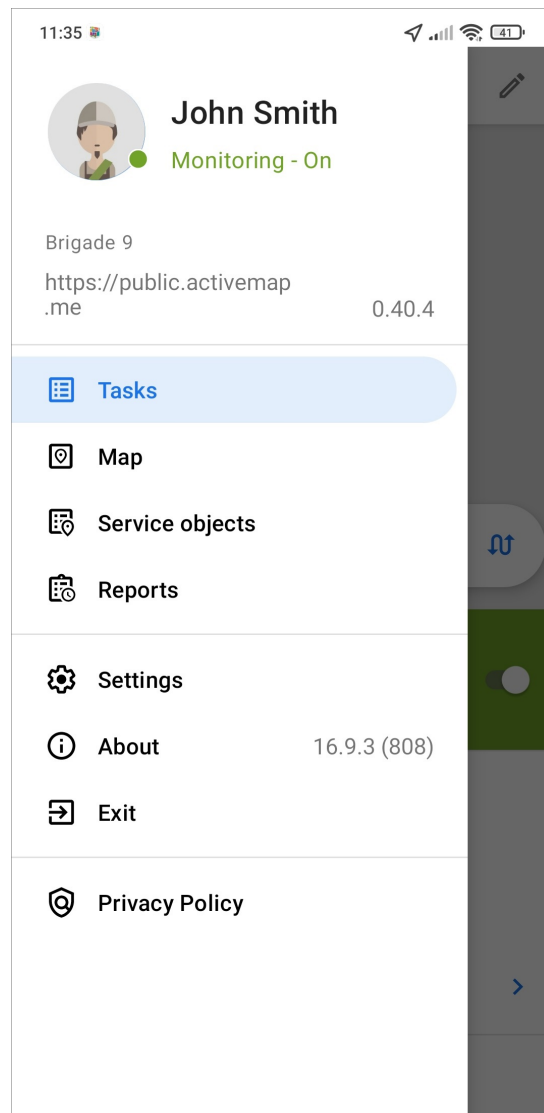 11:35
41
John Smith
Monitoring - On
Brigade 9
https://public.activemap
.me
0.40.4
Tasks
Map
Service objects
Reports
Settings
About 16.9.3 (808)
Exit
Privacy Policy